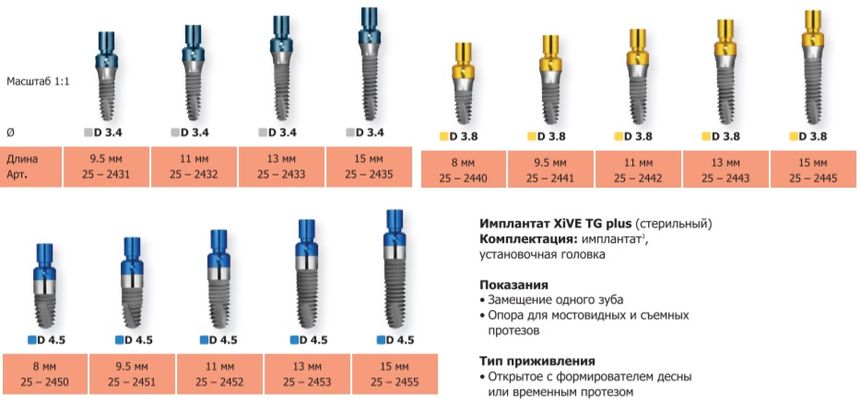 Масштаб 1:1
Ø D 3.4 D 3.4 D 3.4 D 3.4
Длина 9.5 мм 11 мм 13 мм 15 мм
Арт. 25 – 2431 25 – 2432 25 – 2433 25 – 2435
D 3.8 D 3.8 D 3.8 D 3.8 D 3.8
8 мм 9.5 мм 11 мм 13 мм 15 мм
25 – 2440 25 – 2441 25 – 2442 25 – 2443 25 – 2445
D 4.5 D 4.5 D 4.5 D 4.5 D 4.5
8 мм 9.5 мм 11 мм 13 мм 15 мм
25 – 2450 25 – 2451 25 – 2452 25 – 2453 25 – 2455
Имплантат XiVE TG plus (стерильный)
Комплектация: имплантат¹,
установочная головка
Показания
• Замещение одного зуба
• Опора для мостовидных и съемных
протезов
Тип приживления
• Открытое с формирователем десны
или временным протезом